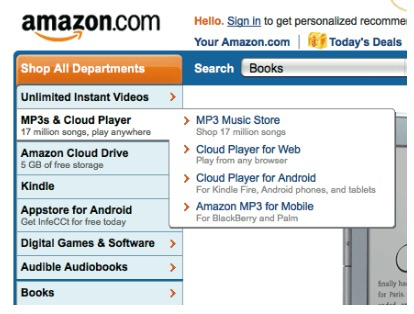 amazon.com
Hello. Sign in to get personalized recomme
Your Amazon.com
Today's Deals
Shop All Departments
Search
Books
Unlimited Instant Videos
MP3s & Cloud Player
17 million songs, play anywhere
Amazon Cloud Drive
5 GB of free storage
Kindle
Appstore for Android
Get InfeCCt for free today
Digital Games & Software
Audible Audiobooks
Books
MP3 Music Store
Shop 17 million songs
Cloud Player for Web
Play from any browser
Cloud Player for Android
For Kindle Fire, Android phones, and tablets
Amazon MP3 for Mobile
For BlackBerry and Palm
finally ha
for Paris.